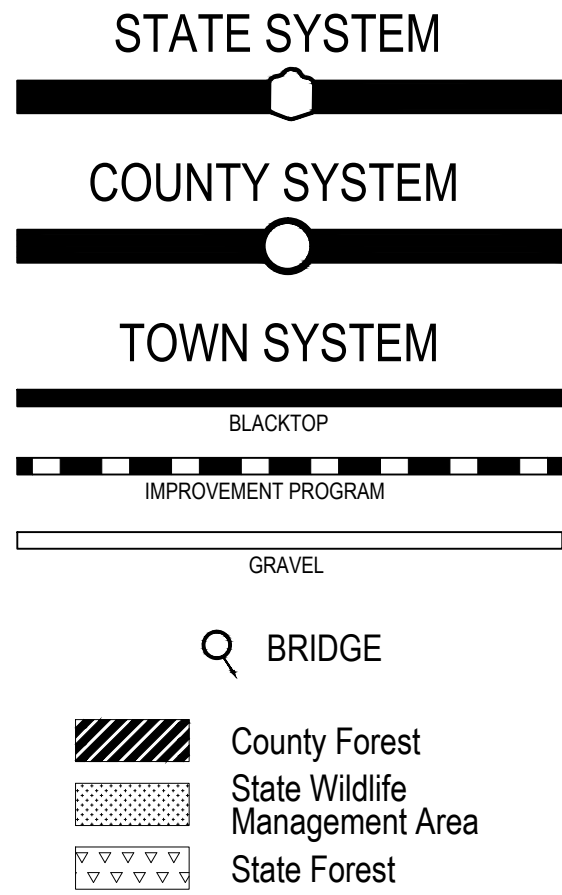 STATE SYSTEM
COUNTY SYSTEM
TOWN SYSTEM
BLACKTOP
IMPROVEMENT PROGRAM
GRAVEL
BRIDGE
County Forest
State Wildlife
Management Area
State Forest